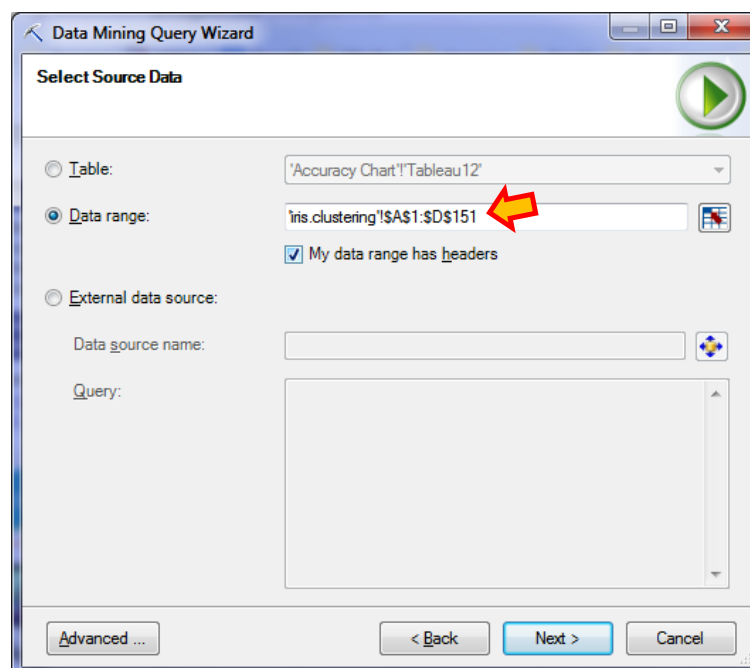 Data Mining Query Wizard
Select Source Data
Table:
'Accuracy Chart'!'Tableau12'
Data range:
'iris.clustering'!$A$1:$D$151
My data range has headers
External data source:
Data source name:
Query:
Advanced ...
< Back
Next >
Cancel